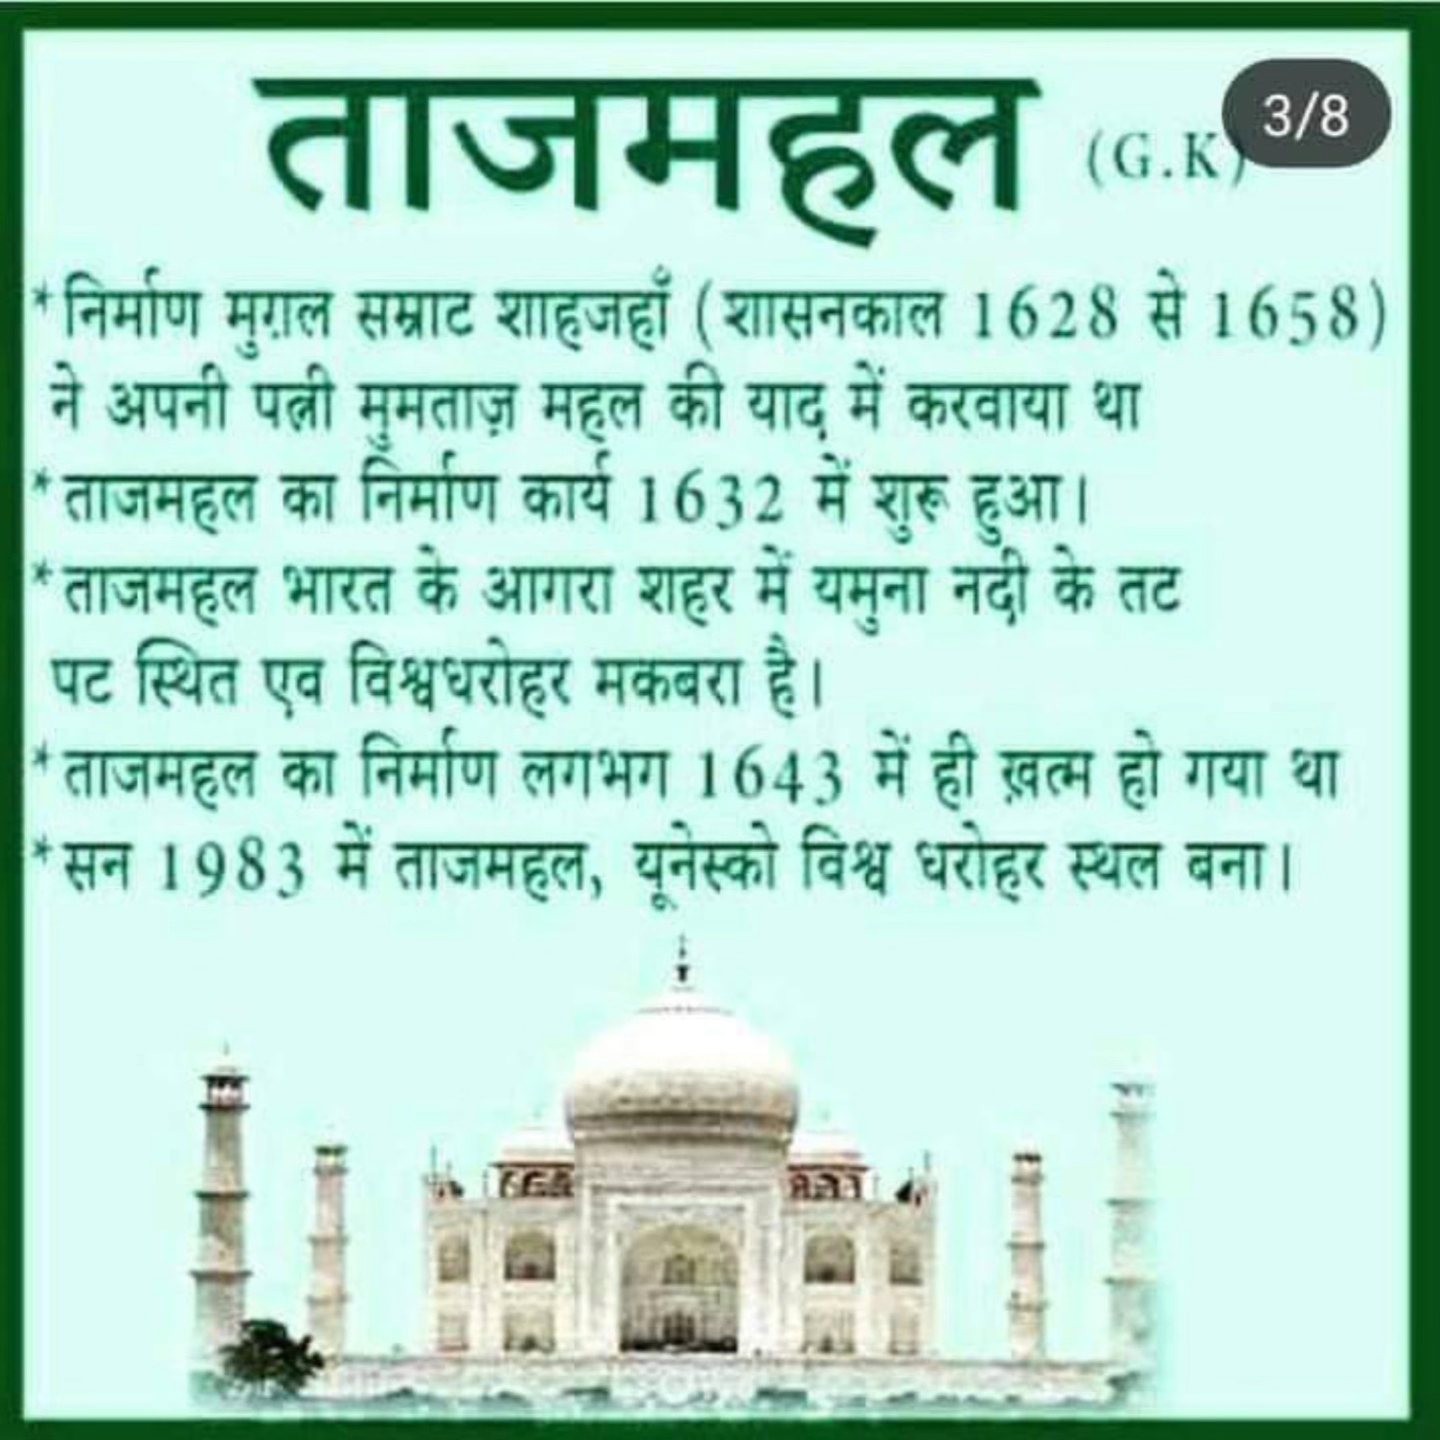 ताजमहल (G.K)
3/8
*निर्माण मुग़ल सम्राट शाहजहाँ (शासनकाल 1628 से 1658)
ने अपनी पत्नी मुमताज़ महल की याद में करवाया था
*ताजमहल का निर्माण कार्य 1632 में शुरू हुआ।
*ताजमहल भारत के आगरा शहर में यमुना नदी के तट
पट स्थित एव विश्वधरोहर मकबरा है।
*ताजमहल का निर्माण लगभग 1643 में ही ख़त्म हो गया था
*सन 1983 में ताजमहल, यूनेस्को विश्व धरोहर स्थल बना।